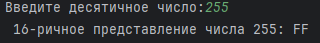 Введите десятичное число:255
16-ричное представление числа 255: FF